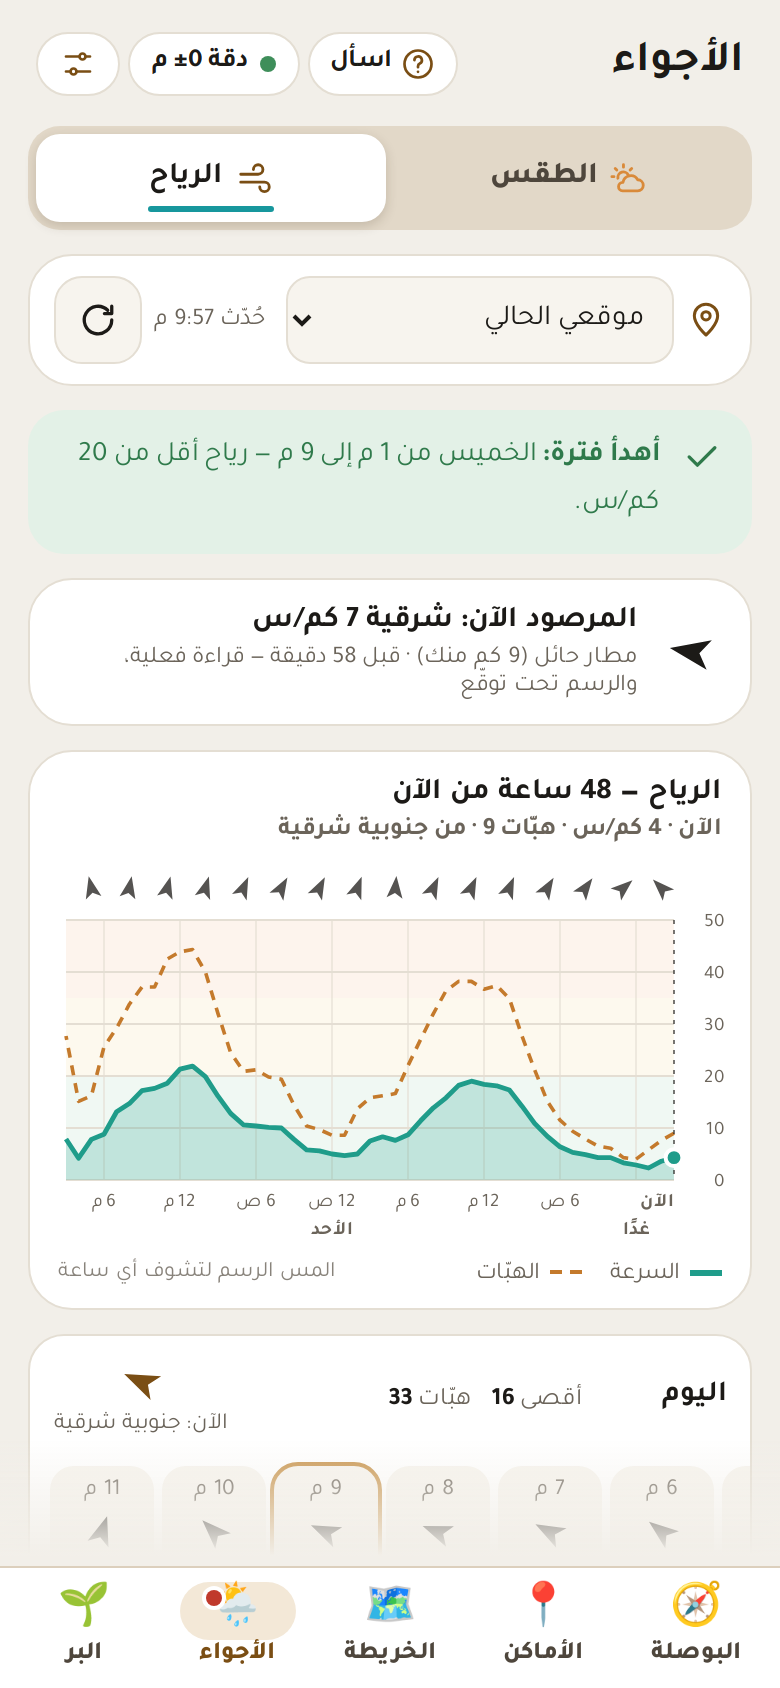 الأجواء
اسأل
دقة ±0 م
الطقس
الرياح
موقعي الحالي
حُدّث 9:57 م
أهدأ فترة: الخميس من 1 م إلى 9 م — رياح أقل من 20
كم/س.
المرصود الآن: شرقية 7 كم/س
مطار حائل (9 كم منك) · قبل 58 دقيقة — قراءة فعلية،
والرسم تحت توقّع
الرياح — 48 ساعة من الآن
الآن · 4 كم/س · هبّات 9 · من جنوبية شرقية
50
40
30
20
10
0
الآن
6 ص
12 م
6 م
12 ص
6 ص
12 م
6 م
غدًا
الأحد
السرعة
الهبّات
المس الرسم لتشوف أي ساعة
اليوم
أقصى 16
هبّات 33
الآن: جنوبية شرقية
6 م
7 م
8 م
9 م
10 م
11 م
البوصلة
الأماكن
الخريطة
الأجواء
البر